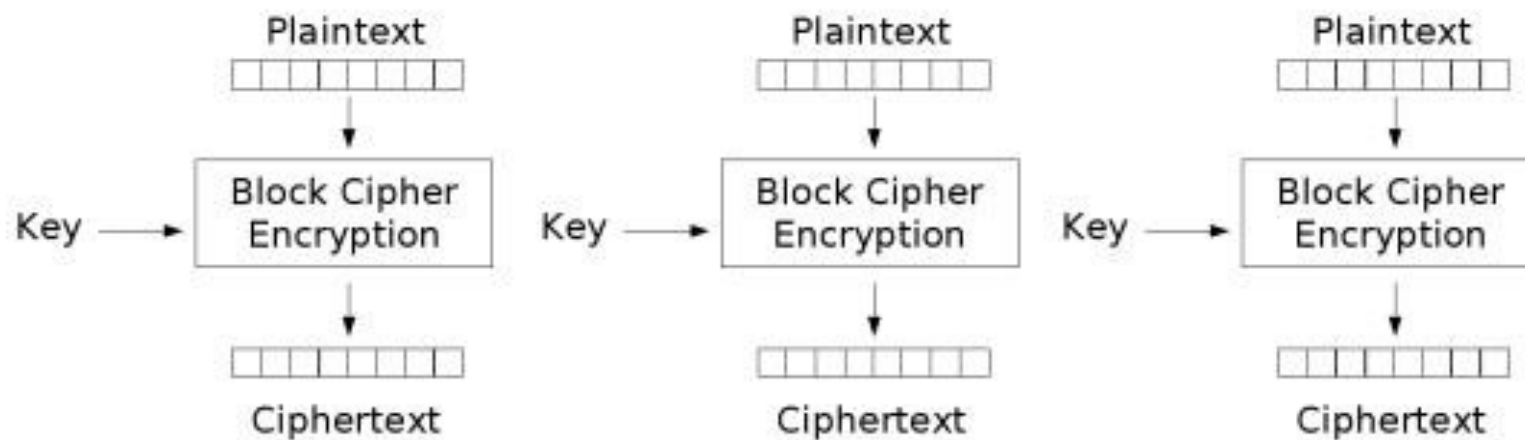 Plaintext
Plaintext
Plaintext
Block Cipher
Encryption
Block Cipher
Encryption
Block Cipher
Encryption
Key
Key
Key
Ciphertext
Ciphertext
Ciphertext